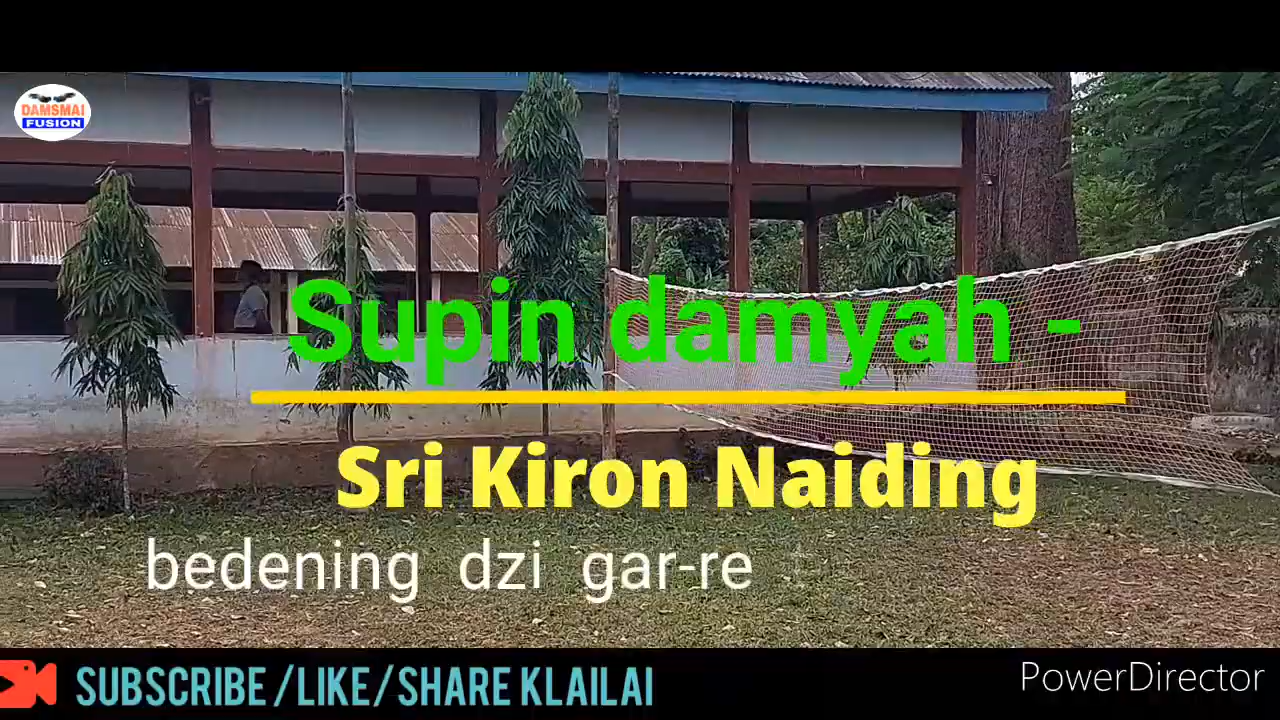 DAMSMAI
FUSION
Supin damyah -
Sri Kiron Naiding
bedening dzi gar-re
SUBSCRIBE /LIKE/SHARE KLAILAI
PowerDirector